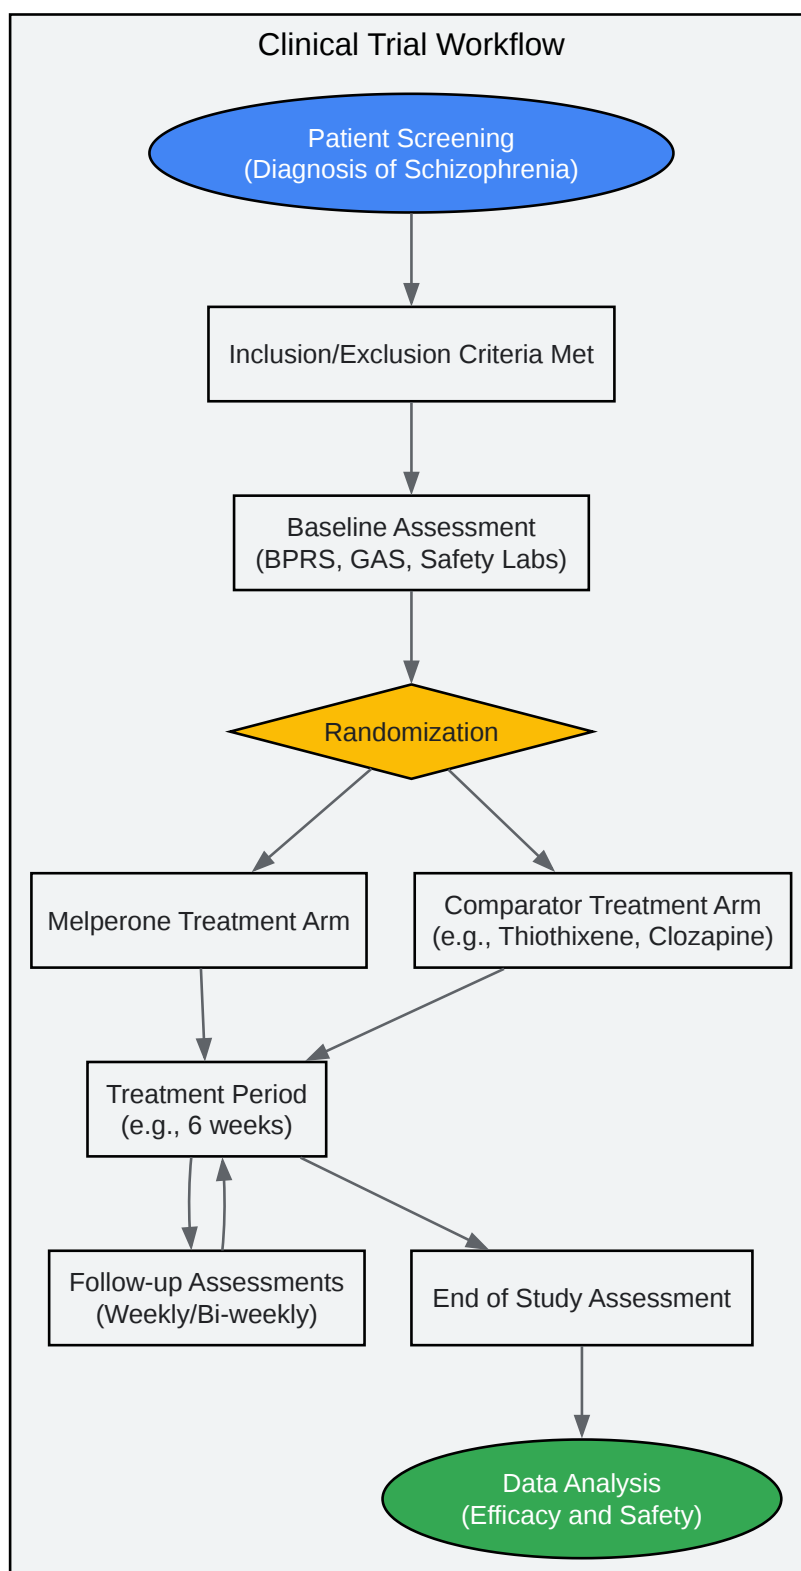 Clinical Trial Workflow
Patient Screening
(Diagnosis of Schizophrenia)
Inclusion/Exclusion Criteria Met
Baseline Assessment
(BPRS, GAS, Safety Labs)
Randomization
Melperone Treatment Arm
Comparator Treatment Arm
(e.g., Thiothixene, Clozapine)
Treatment Period
(e.g., 6 weeks)
Follow-up Assessments
(Weekly/Bi-weekly)
End of Study Assessment
Data Analysis
(Efficacy and Safety)